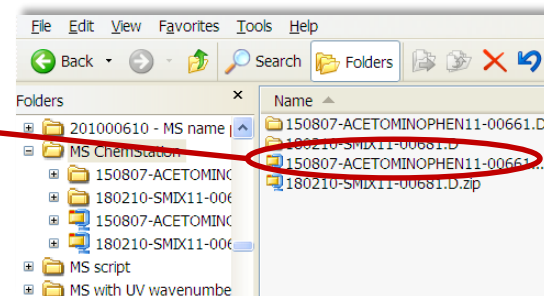 File Edit View Favorites Tools Help
Back Search Folders
Folders × Name
201000610 - MS name
MS ChemStation
150807-ACETOMINO
180210-SMIX11-006
150807-ACETOMINO
180210-SMIX11-006
MS script
MS with UV wavenumbe
150807-ACETOMINOPHEN11-00661.D
180210-SMIX11-00681.D
150807-ACETOMINOPHEN11-00661...
180210-SMIX11-00681.D.zip